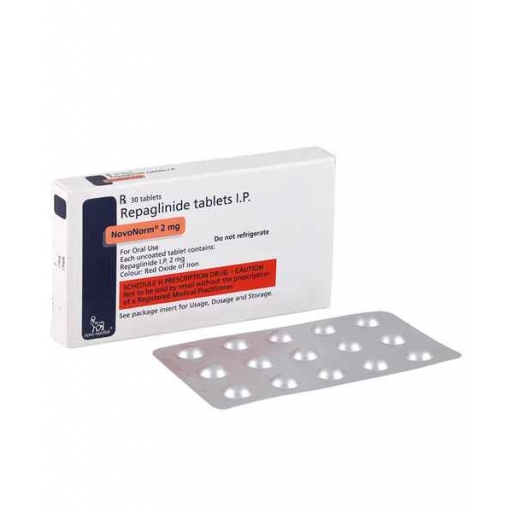 ℞ 30 tablets
Repaglinide tablets I.P.
NovoNorm® 2 mg
Do not refrigerate
For Oral Use
Each uncoated tablet contains:
Repaglinide I.P. 2 mg
Colour: Red Oxide of Iron
SCHEDULE H PRESCRIPTION DRUG - CAUTION
Not to be sold by retail without the prescription
of a Registered Medical Practitioner.
See package insert for Usage, Dosage and Storage.
novo nordisk